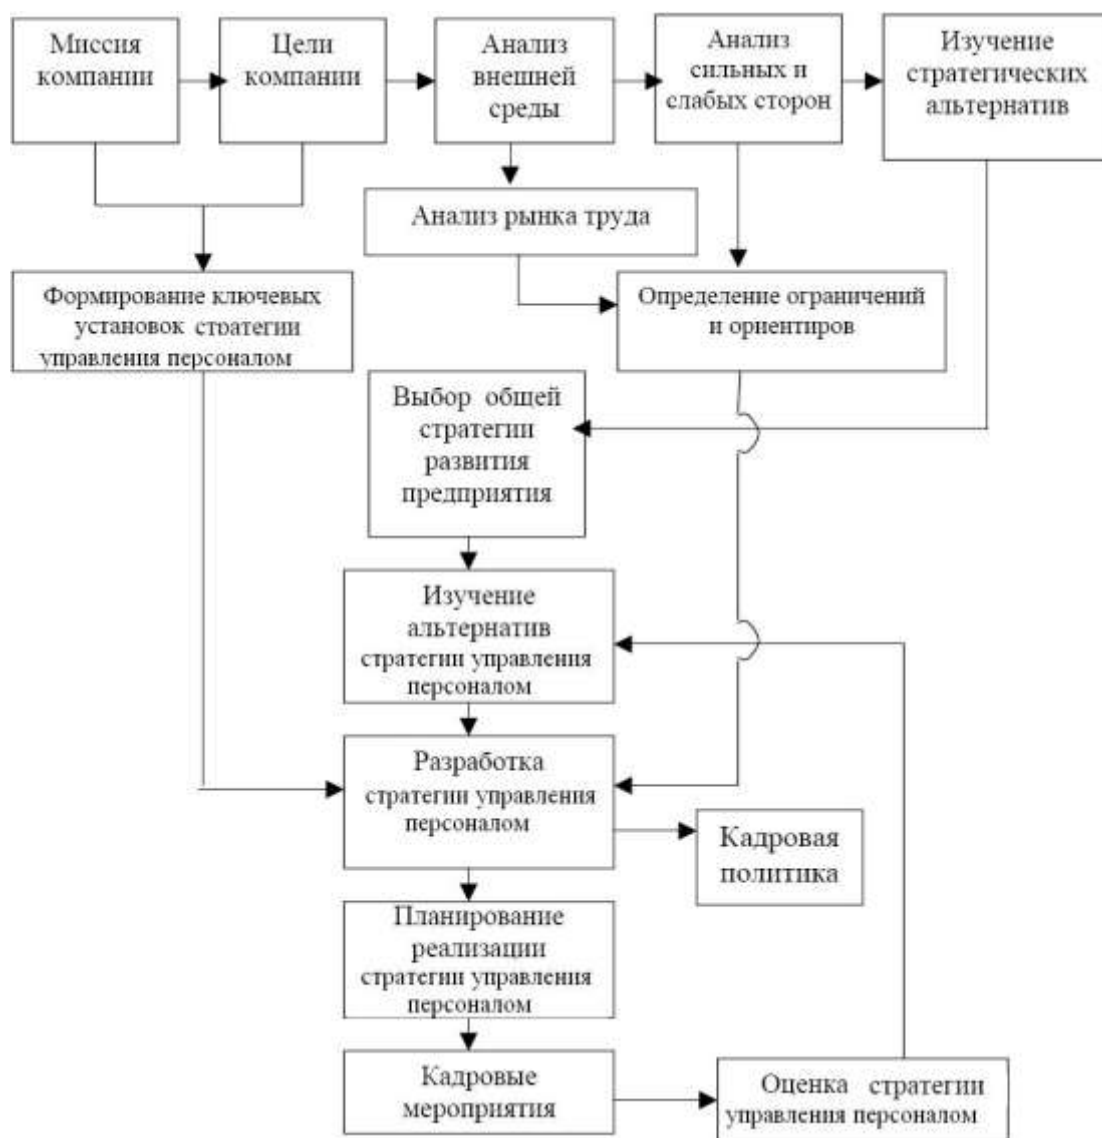 Миссия
компании
Цели
компании
Анализ
внешней
среды
Анализ
сильных и
слабых сторон
Изучение
стратегических
альтернатив
Анализ рынка труда
Формирование ключевых
установок стратегии
управления персоналом
Определение ограничений
и ориентиров
Выбор общей
стратегии
развития
предприятия
Изучение
альтернатив
стратегии управления
персоналом
Разработка
стратегии управления
персоналом
Кадровая
политика
Планирование
реализации
стратегии управления
персоналом
Кадровые
мероприятия
Оценка стратегии
управления персоналом